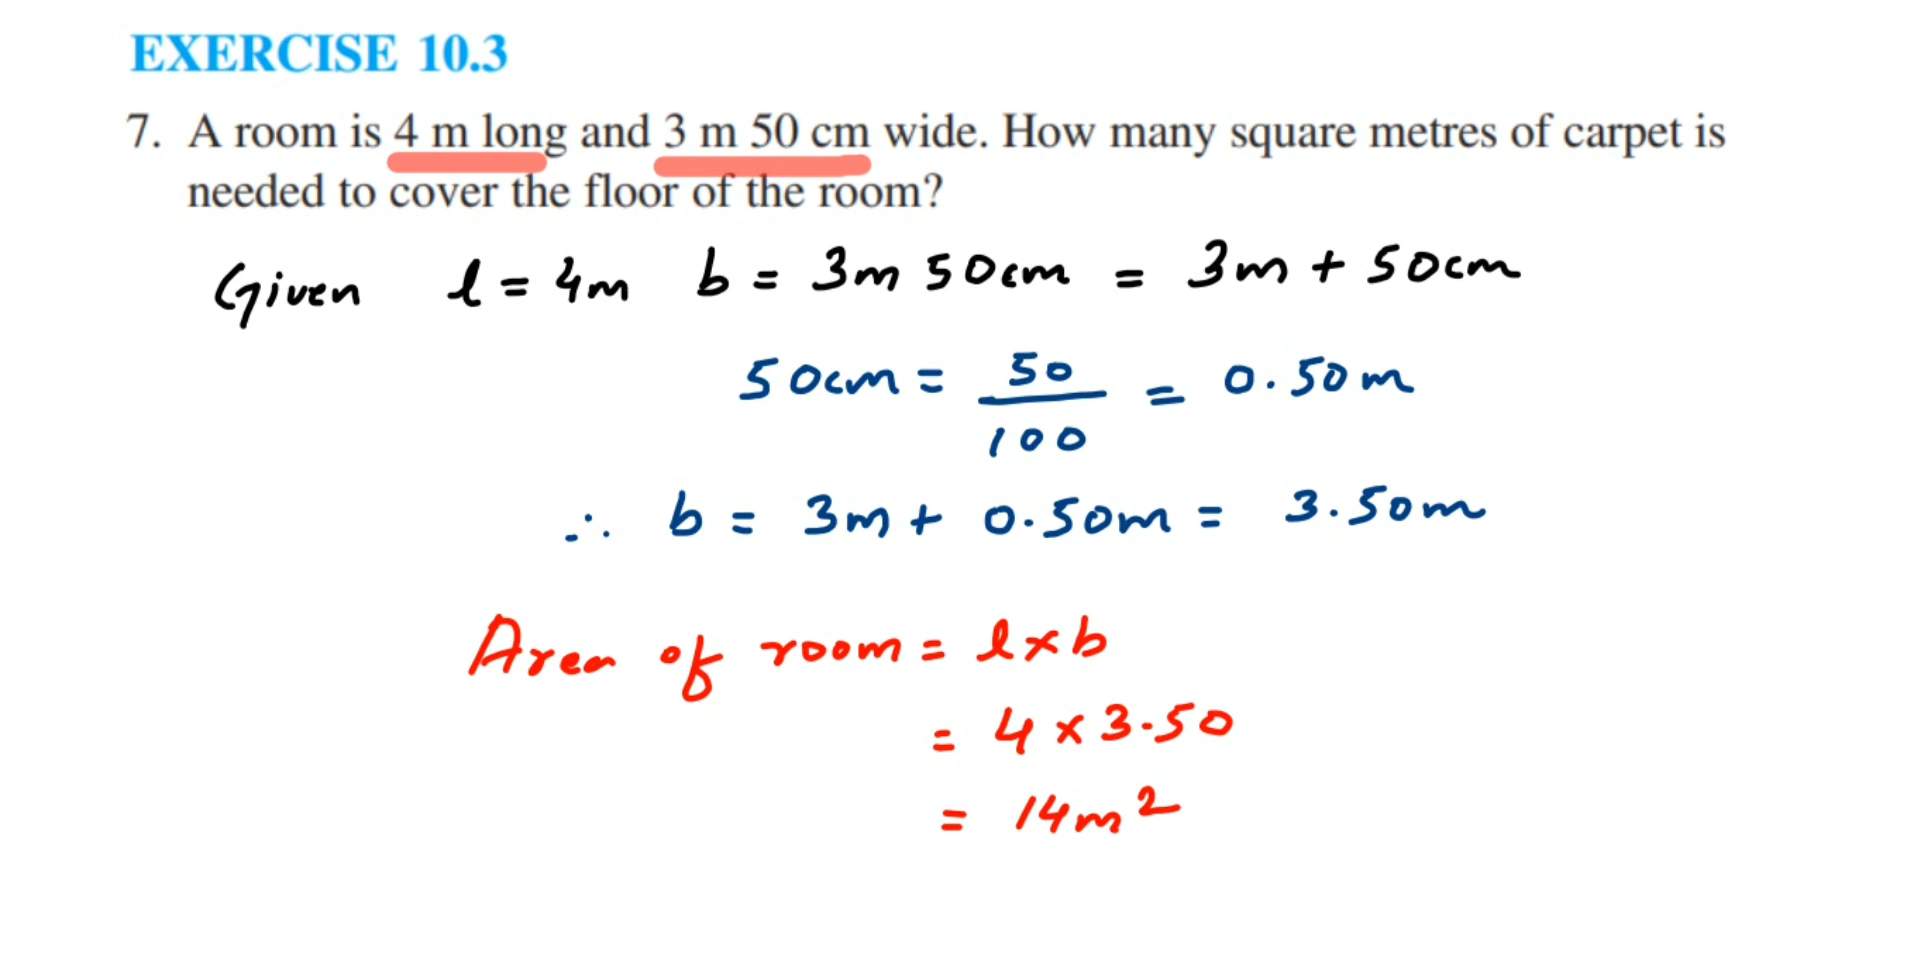 EXERCISE 10.3
7. A room is 4 m long and 3 m 50 cm wide. How many square metres of carpet is
needed to cover the floor of the room?
Given l = 4m b = 3m 50cm = 3m + 50cm
50cm = 50/100 = 0.50m
∴ b = 3m + 0.50m = 3.50m
Area of room = l × b
= 4 × 3.50
= 14m²